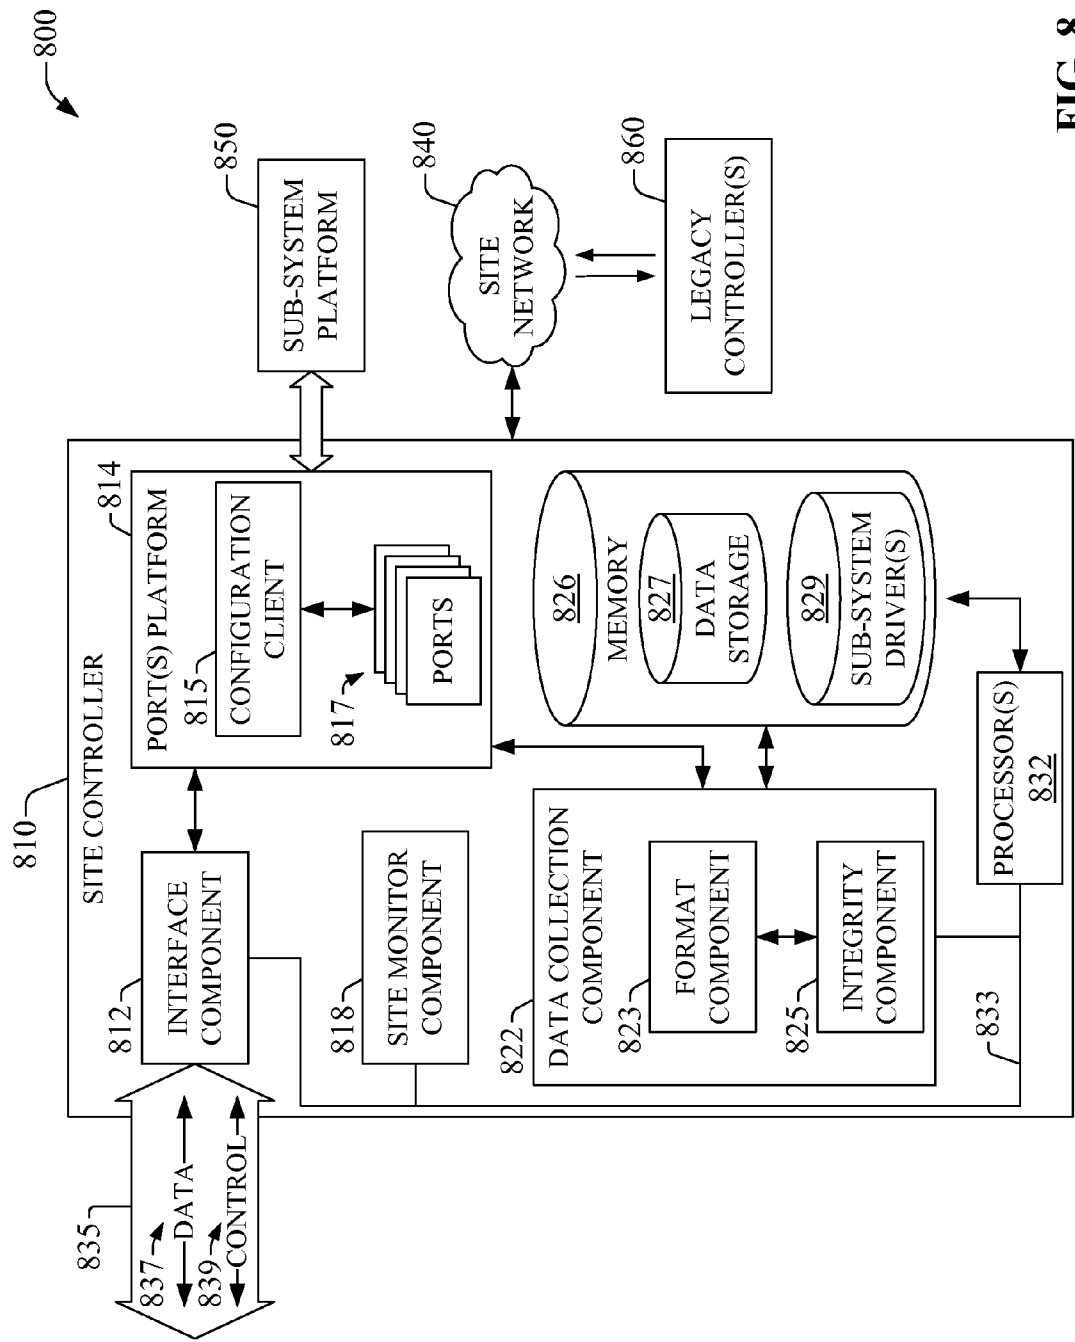 800
835
837
DATA
839
CONTROL
810
SITE CONTROLLER
812
INTERFACE
COMPONENT
814
PORT(S) PLATFORM
815
CONFIGURATION
CLIENT
817
PORTS
850
SUB-SYSTEM
PLATFORM
818
SITE MONITOR
COMPONENT
840
SITE
NETWORK
822
DATA COLLECTION
COMPONENT
823
FORMAT
COMPONENT
825
INTEGRITY
COMPONENT
826
MEMORY
827
DATA
STORAGE
829
SUB-SYSTEM
DRIVER(S)
860
LEGACY
CONTROLLER(S)
833
PROCESSOR(S)
832
FIG. 8